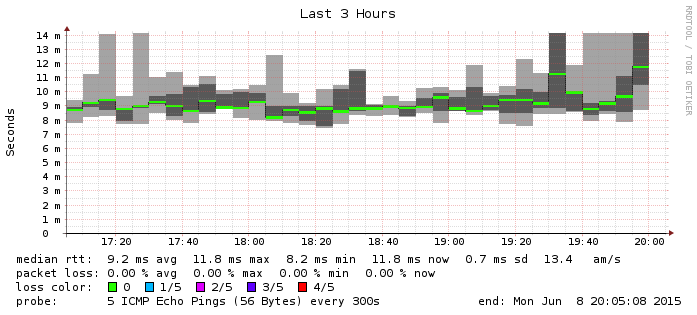 Last 3 Hours
RRDTOOL / TOBI OETIKER
Seconds
14 m
13 m
12 m
11 m
10 m
9 m
8 m
7 m
6 m
5 m
4 m
3 m
2 m
1 m
0
17:20 17:40 18:00 18:20 18:40 19:00 19:20 19:40 20:00
median rtt: 9.2 ms avg 11.8 ms max 8.2 ms min 11.8 ms now 0.7 ms sd 13.4 am/s
packet loss: 0.00 % avg 0.00 % max 0.00 % min 0.00 % now
loss color: 0 1/5 2/5 3/5 4/5
probe: 5 ICMP Echo Pings (56 Bytes) every 300s end: Mon Jun 8 20:05:08 2015